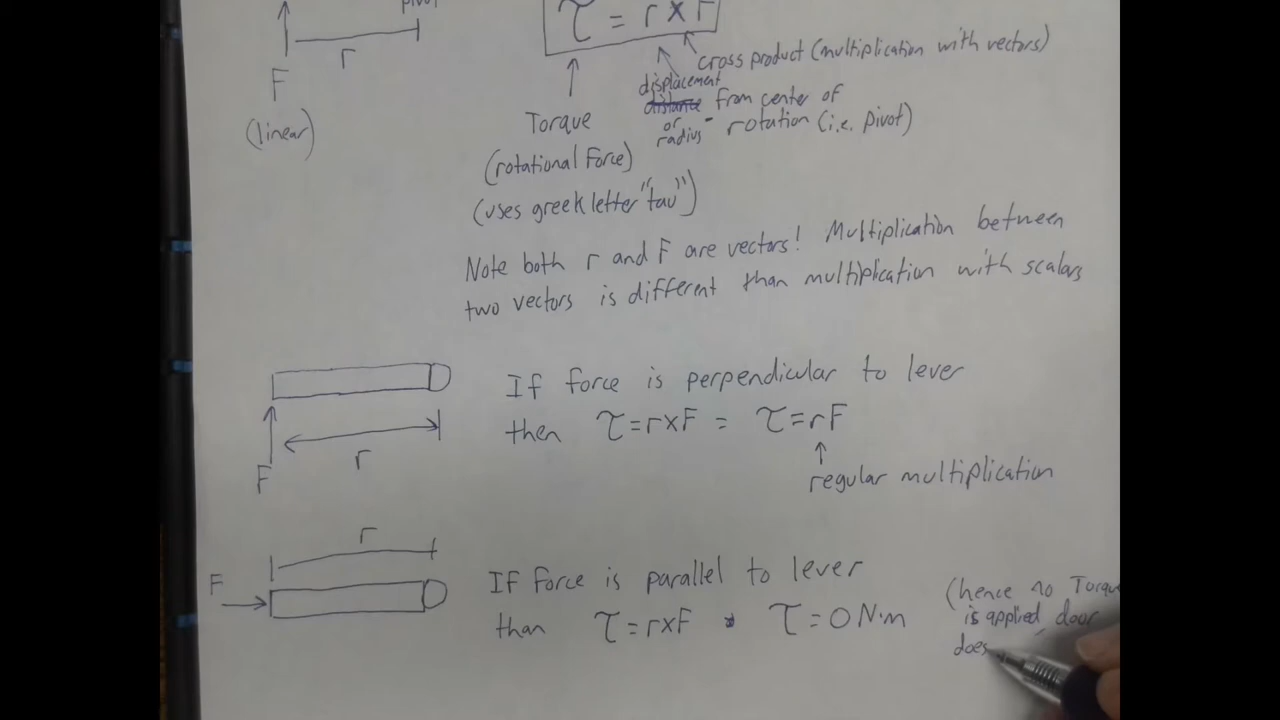 pivot
r
F
(linear)
τ = r × F
cross product (multiplication with vectors)
displacement
distance from center of
or
radius - rotation (i.e. pivot)
Torque
(rotational Force)
(uses greek letter "tau")
Note both r and F are vectors! Multiplication between
two vectors is different than multiplication with scalars
If force is perpendicular to lever
then τ=r×F = τ=rF
r
F
regular multiplication
r
F
If Force is parallel to lever
than τ=r×F τ=0 N·m
(hence no Torque
is applied, door
does